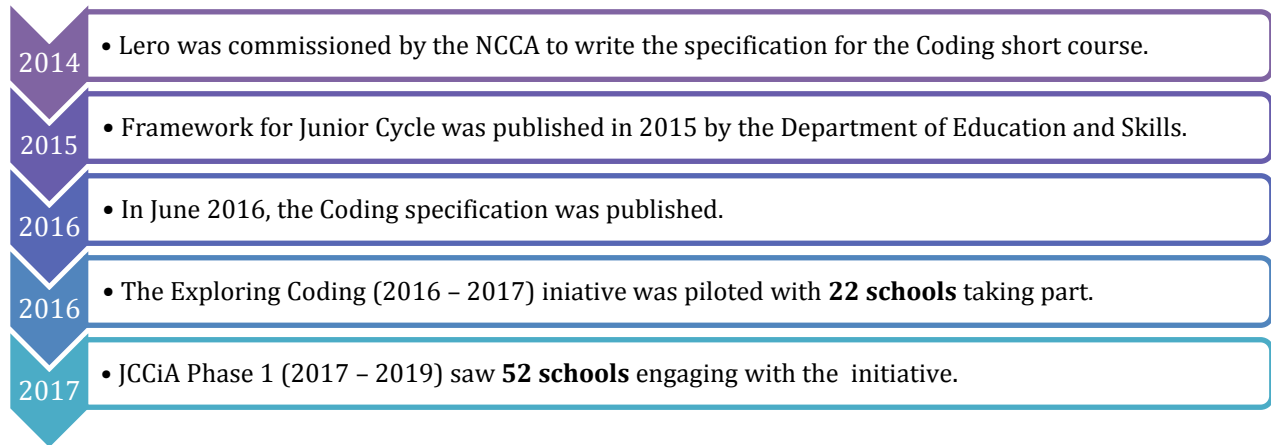 2014
• Lero was commissioned by the NCCA to write the specification for the Coding short course.
2015
• Framework for Junior Cycle was published in 2015 by the Department of Education and Skills.
2016
• In June 2016, the Coding specification was published.
2016
• The Exploring Coding (2016 – 2017) iniative was piloted with 22 schools taking part.
2017
• JCCiA Phase 1 (2017 – 2019) saw 52 schools engaging with the  initiative.